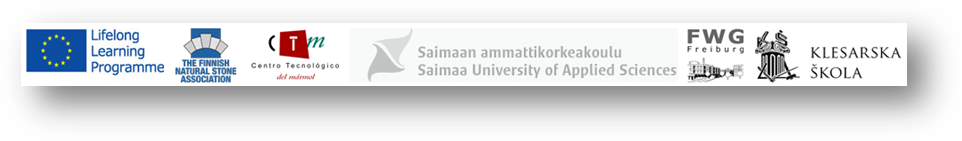 Lifelong
Learning
Programme
THE FINNISH
NATURAL STONE
ASSOCIATION
CTm
Centro Tecnológico
del mármol
Saimaan ammattikorkeakoulu
Saimaa University of Applied Sciences
FWG
Freiburg
KLESARSKA
ŠKOLA